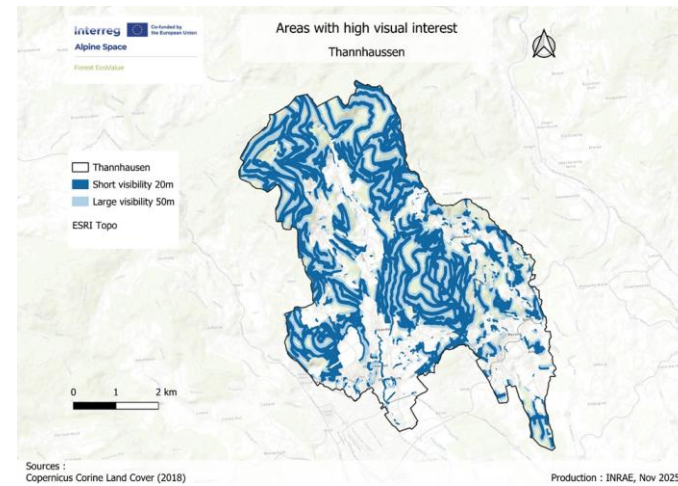 Interreg
Co-funded by
the European Union
Alpine Space
Forest EcoValue
Areas with high visual interest
Thannhaussen
Thannhausen
Short visibility 20m
Large visibility 50m
ESRI Topo
0 1 2 km
Sources :
Copernicus Corine Land Cover (2018)
Production : INRAE, Nov 2025